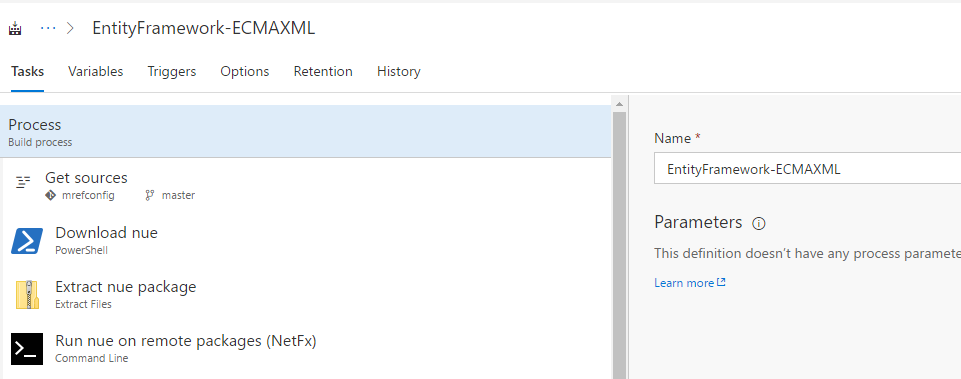 ··· > EntityFramework-ECMAXML
Tasks Variables Triggers Options Retention History
Process
Build process
Get sources
mrefconfig master
Download nue
PowerShell
Extract nue package
Extract Files
Run nue on remote packages (NetFx)
Command Line
Name *
EntityFramework-ECMAXML
Parameters
This definition doesn't have any process paramete
Learn more